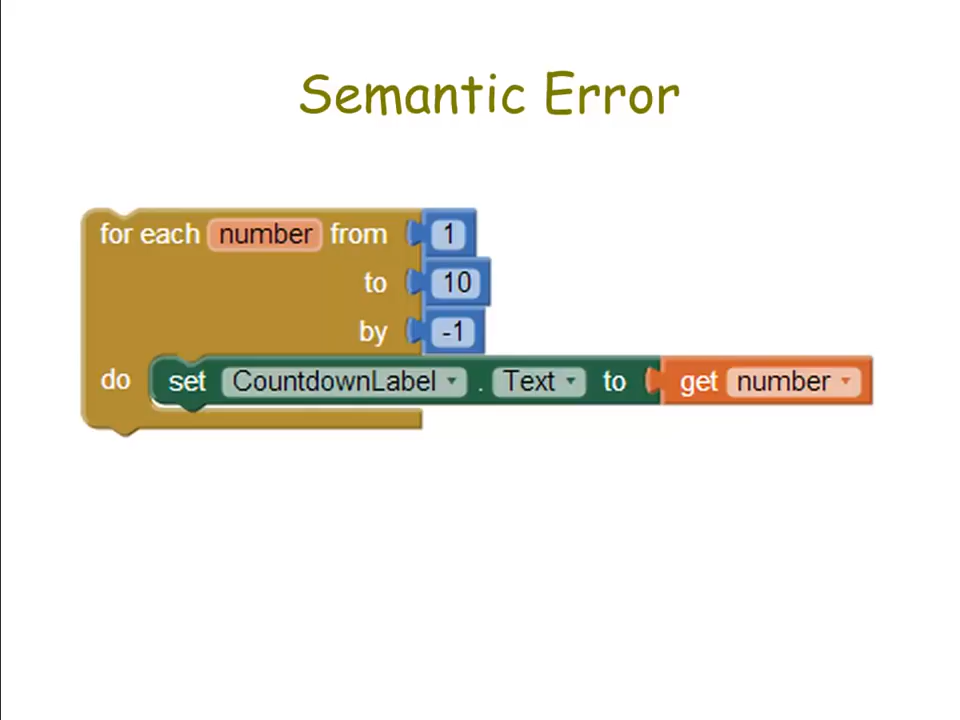 Semantic Error
for each number from 1
to 10
by -1
do set CountdownLabel . Text to get number